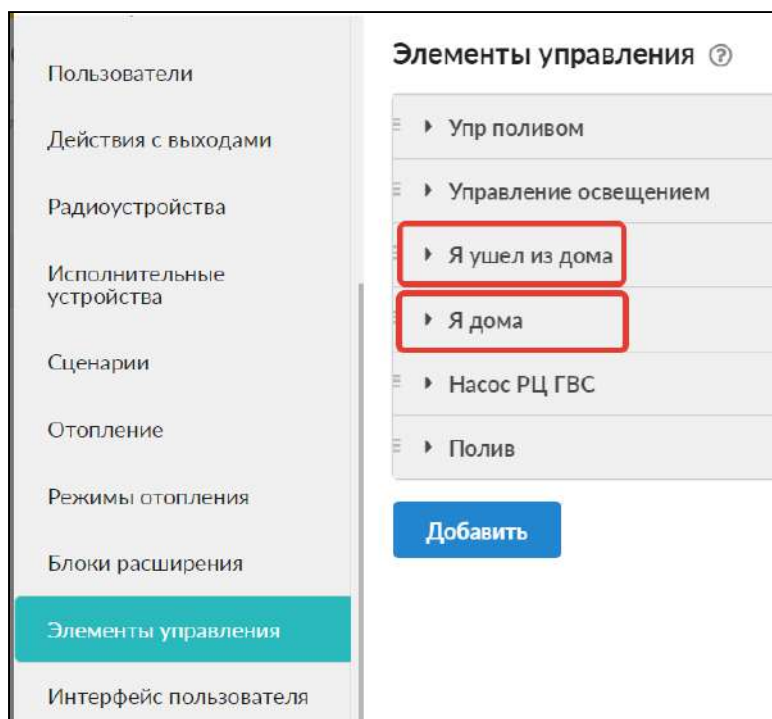 Пользователи
Действия с выходами
Радиоустройства
Исполнительные
устройства
Сценарии
Отопление
Режимы отопления
Блоки расширения
Элементы управления
Интерфейс пользователя
Элементы управления ?
Упр поливом
Управление освещением
Я ушел из дома
Я дома
Насос РЦ ГВС
Полив
Добавить